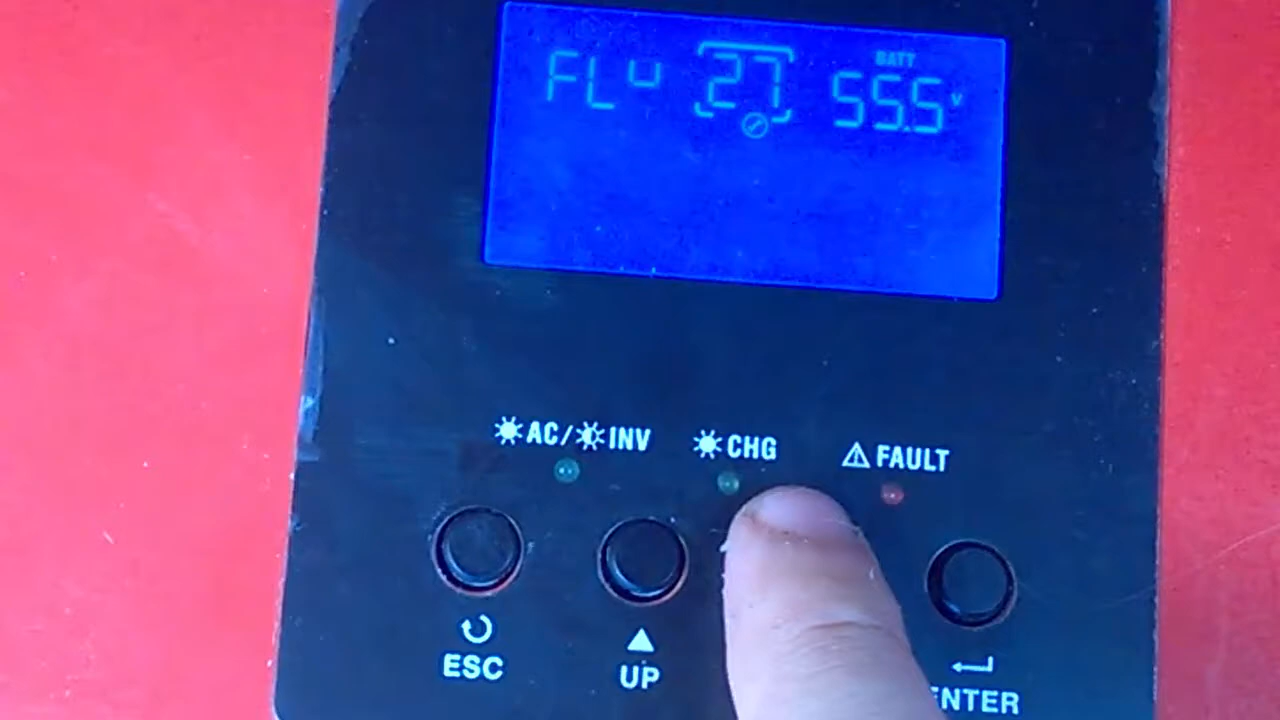 BATT
FLU 27 55.5v
AC/ INV CHG FAULT
ESC UP ENTER